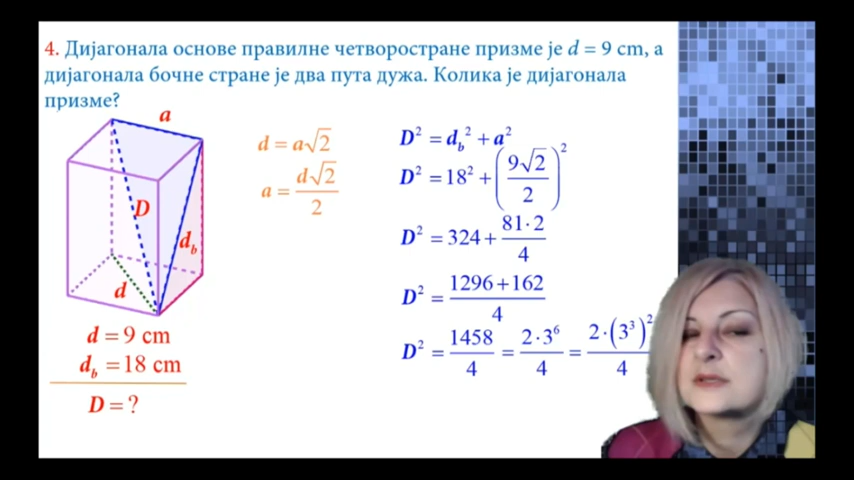 4. Дијагонала основе правилне четворостране призме је d = 9 cm, а
дијагонала бочне стране је два пута дужа. Колика је дијагонала
призме?
a
D
d_b
d
d = 9 cm
d_b = 18 cm
D = ?
d = a√2
a = d√2/2
D² = d_b² + a²
D² = 18² + (9√2/2)²
D² = 324 + 81·2/4
D² = 1296+162/4
D² = 1458/4 = 2·3⁶/4 = 2·(3³)²/4